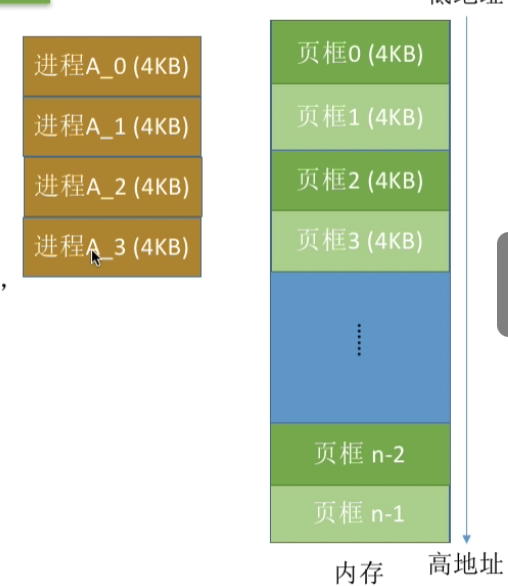 低地址
进程A_0 (4KB)
进程A_1 (4KB)
进程A_2 (4KB)
进程A_3 (4KB)
，
页框0 (4KB)
页框1 (4KB)
页框2 (4KB)
页框3 (4KB)
……
页框 n-2
页框 n-1
内存
高地址